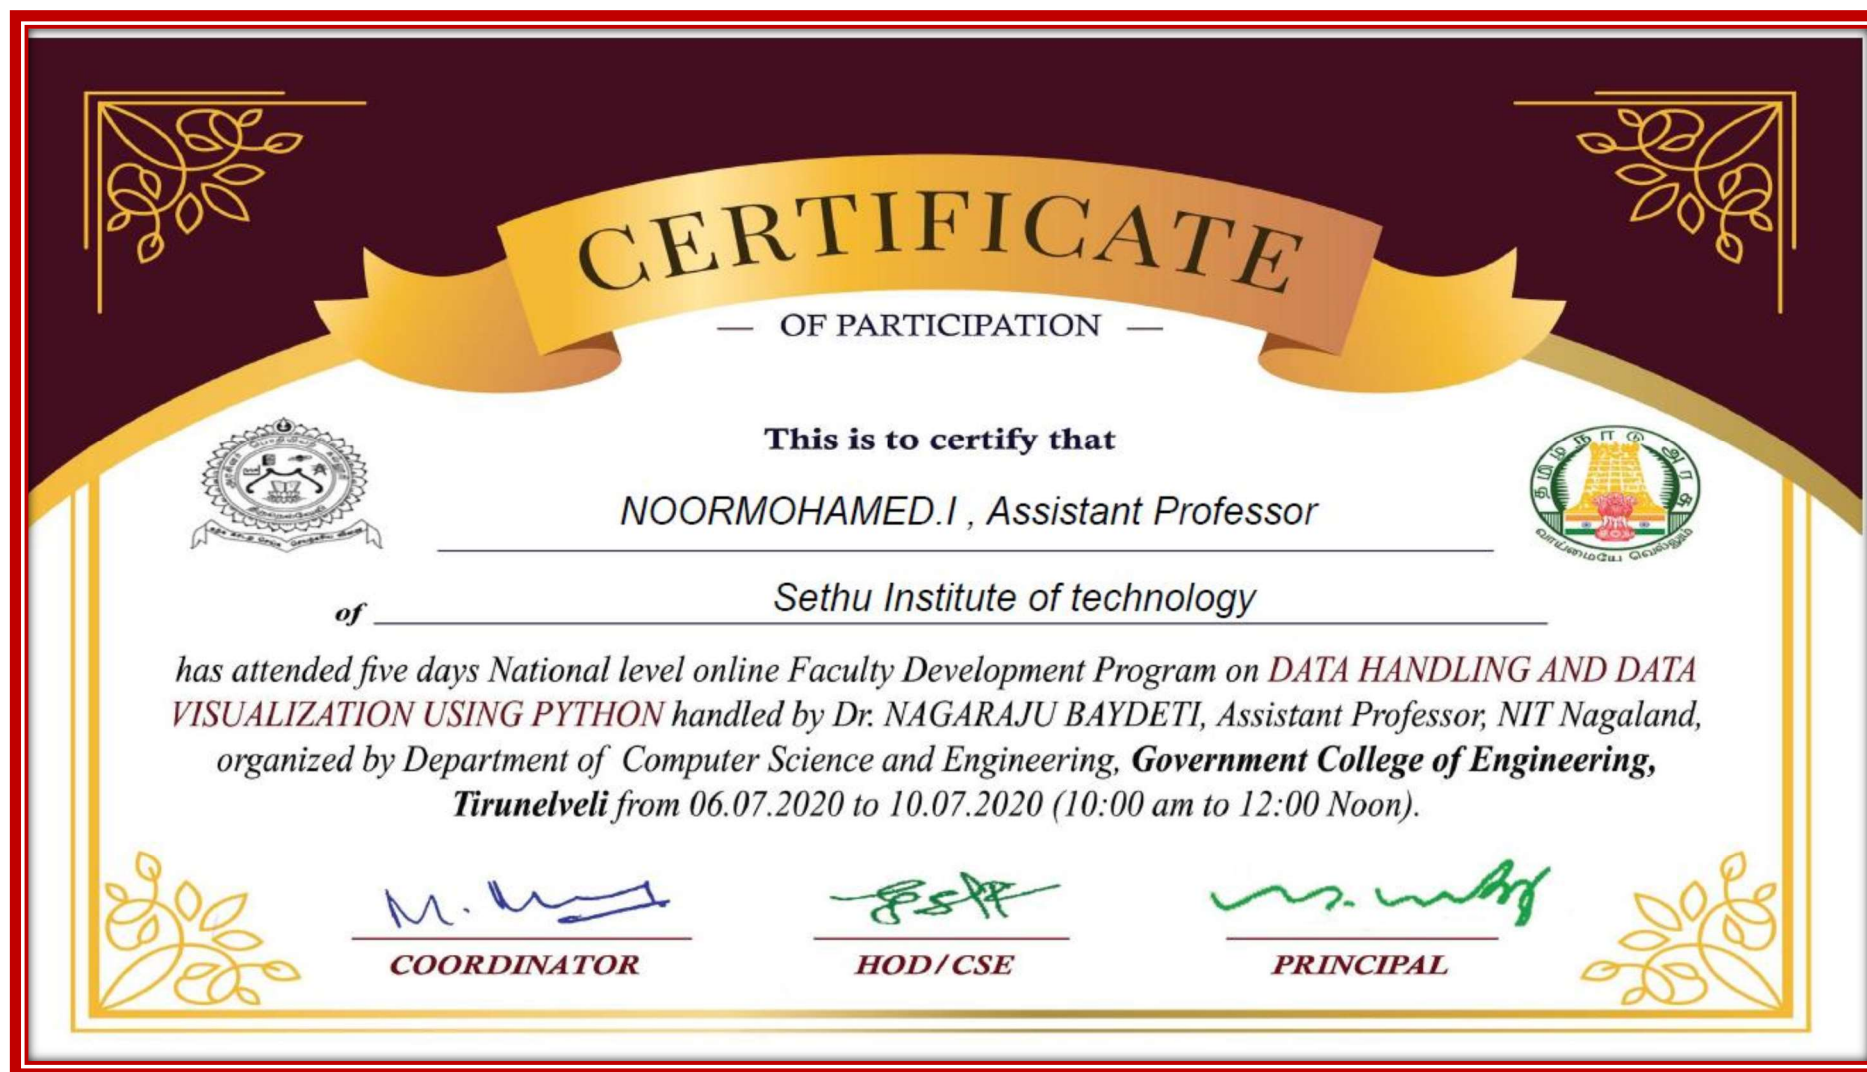 CERTIFICATE
OF PARTICIPATION
This is to certify that
NOORMOHAMED.I , Assistant Professor
தமிழ்நாடு அரசு
வாய்மையே வெல்லும்
of Sethu Institute of technology
has attended five days National level online Faculty Development Program on DATA HANDLING AND DATA
VISUALIZATION USING PYTHON handled by Dr. NAGARAJU BAYDETI, Assistant Professor, NIT Nagaland,
organized by Department of Computer Science and Engineering, Government College of Engineering,
Tirunelveli from 06.07.2020 to 10.07.2020 (10:00 am to 12:00 Noon).
COORDINATOR
HOD/CSE
PRINCIPAL